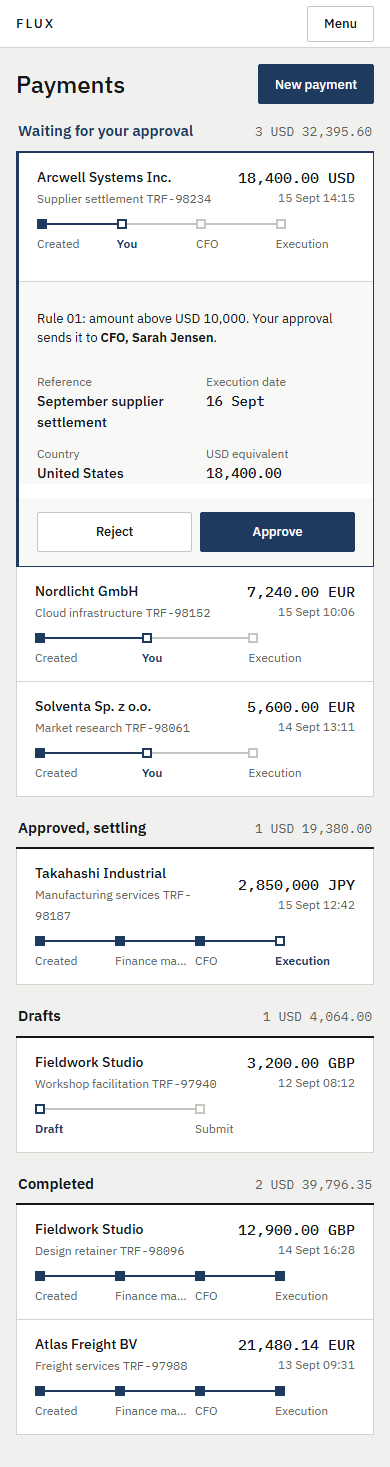 FLUX
Menu
Payments
New payment
Waiting for your approval 3 USD 32,395.60
Arcwell Systems Inc. 18,400.00 USD
Supplier settlement TRF-98234 15 Sept 14:15
Created You CFO Execution
Rule 01: amount above USD 10,000. Your approval
sends it to CFO, Sarah Jensen.
Reference Execution date
September supplier 16 Sept
settlement
Country USD equivalent
United States 18,400.00
Reject Approve
Nordlicht GmbH 7,240.00 EUR
Cloud infrastructure TRF-98152 15 Sept 10:06
Created You Execution
Solventa Sp. z o.o. 5,600.00 EUR
Market research TRF-98061 14 Sept 13:11
Created You Execution
Approved, settling 1 USD 19,380.00
Takahashi Industrial 2,850,000 JPY
Manufacturing services TRF- 15 Sept 12:42
98187
Created Finance ma... CFO Execution
Drafts 1 USD 4,064.00
Fieldwork Studio 3,200.00 GBP
Workshop facilitation TRF-97940 12 Sept 08:12
Draft Submit
Completed 2 USD 39,796.35
Fieldwork Studio 12,900.00 GBP
Design retainer TRF-98096 14 Sept 16:28
Created Finance ma... CFO Execution
Atlas Freight BV 21,480.14 EUR
Freight services TRF-97988 13 Sept 09:31
Created Finance ma... CFO Execution